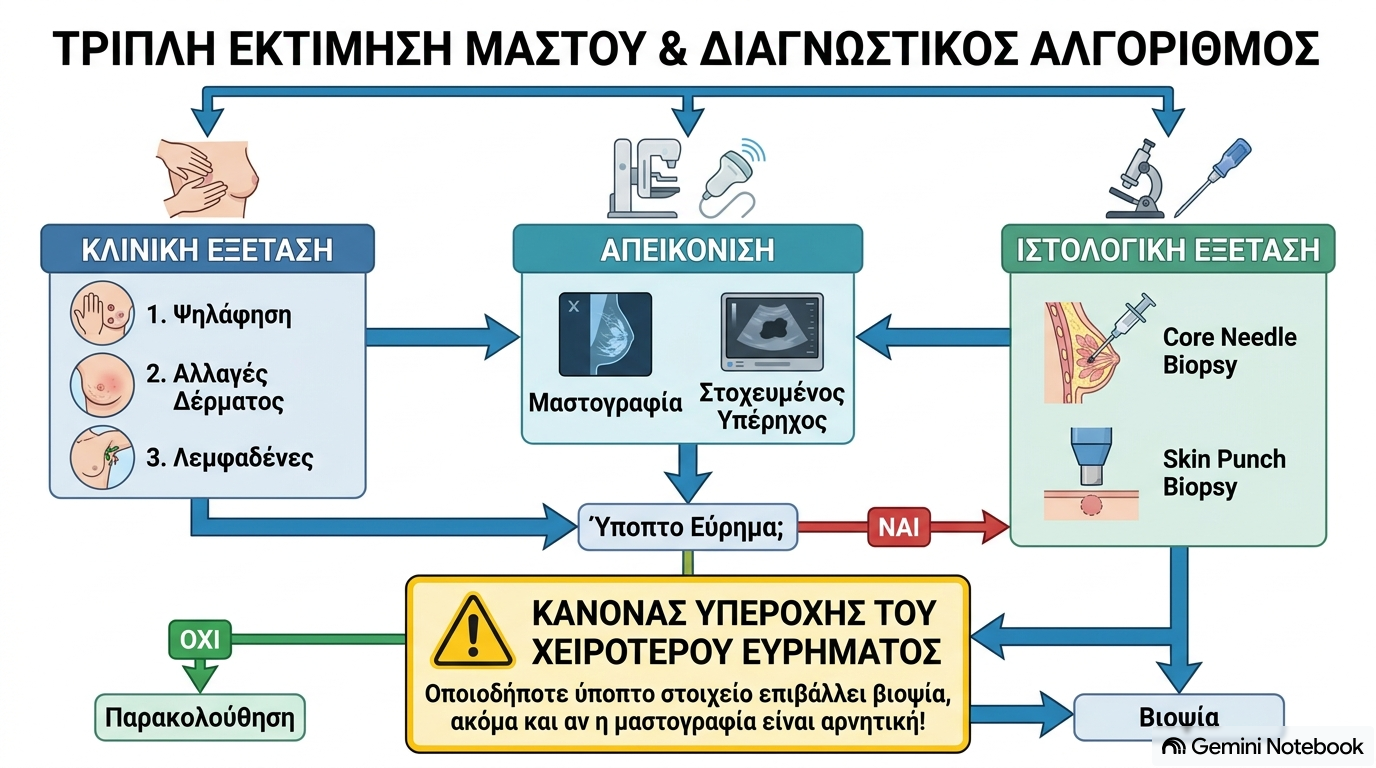 ΤΡΙΠΛΗ ΕΚΤΙΜΗΣΗ ΜΑΣΤΟΥ & ΔΙΑΓΝΩΣΤΙΚΟΣ ΑΛΓΟΡΙΘΜΟΣ
ΚΛΙΝΙΚΗ ΕΞΕΤΑΣΗ
1. Ψηλάφηση
2. Αλλαγές
Δέρματος
3. Λεμφαδένες
ΑΠΕΙΚΟΝΙΣΗ
X
Μαστογραφία
Στοχευμένος
Υπέρηχος
ΙΣΤΟΛΟΓΙΚΗ ΕΞΕΤΑΣΗ
Core Needle
Biopsy
Skin Punch
Biopsy
Ύποπτο Εύρημα;
ΝΑΙ
ΚΑΝΟΝΑΣ ΥΠΕΡΟΧΗΣ ΤΟΥ
ΧΕΙΡΟΤΕΡΟΥ ΕΥΡΗΜΑΤΟΣ
Οποιοδήποτε ύποπτο στοιχείο επιβάλλει βιοψία,
ακόμα και αν η μαστογραφία είναι αρνητική!
ΟΧΙ
Παρακολούθηση
Βιοψία
Gemini Notebook